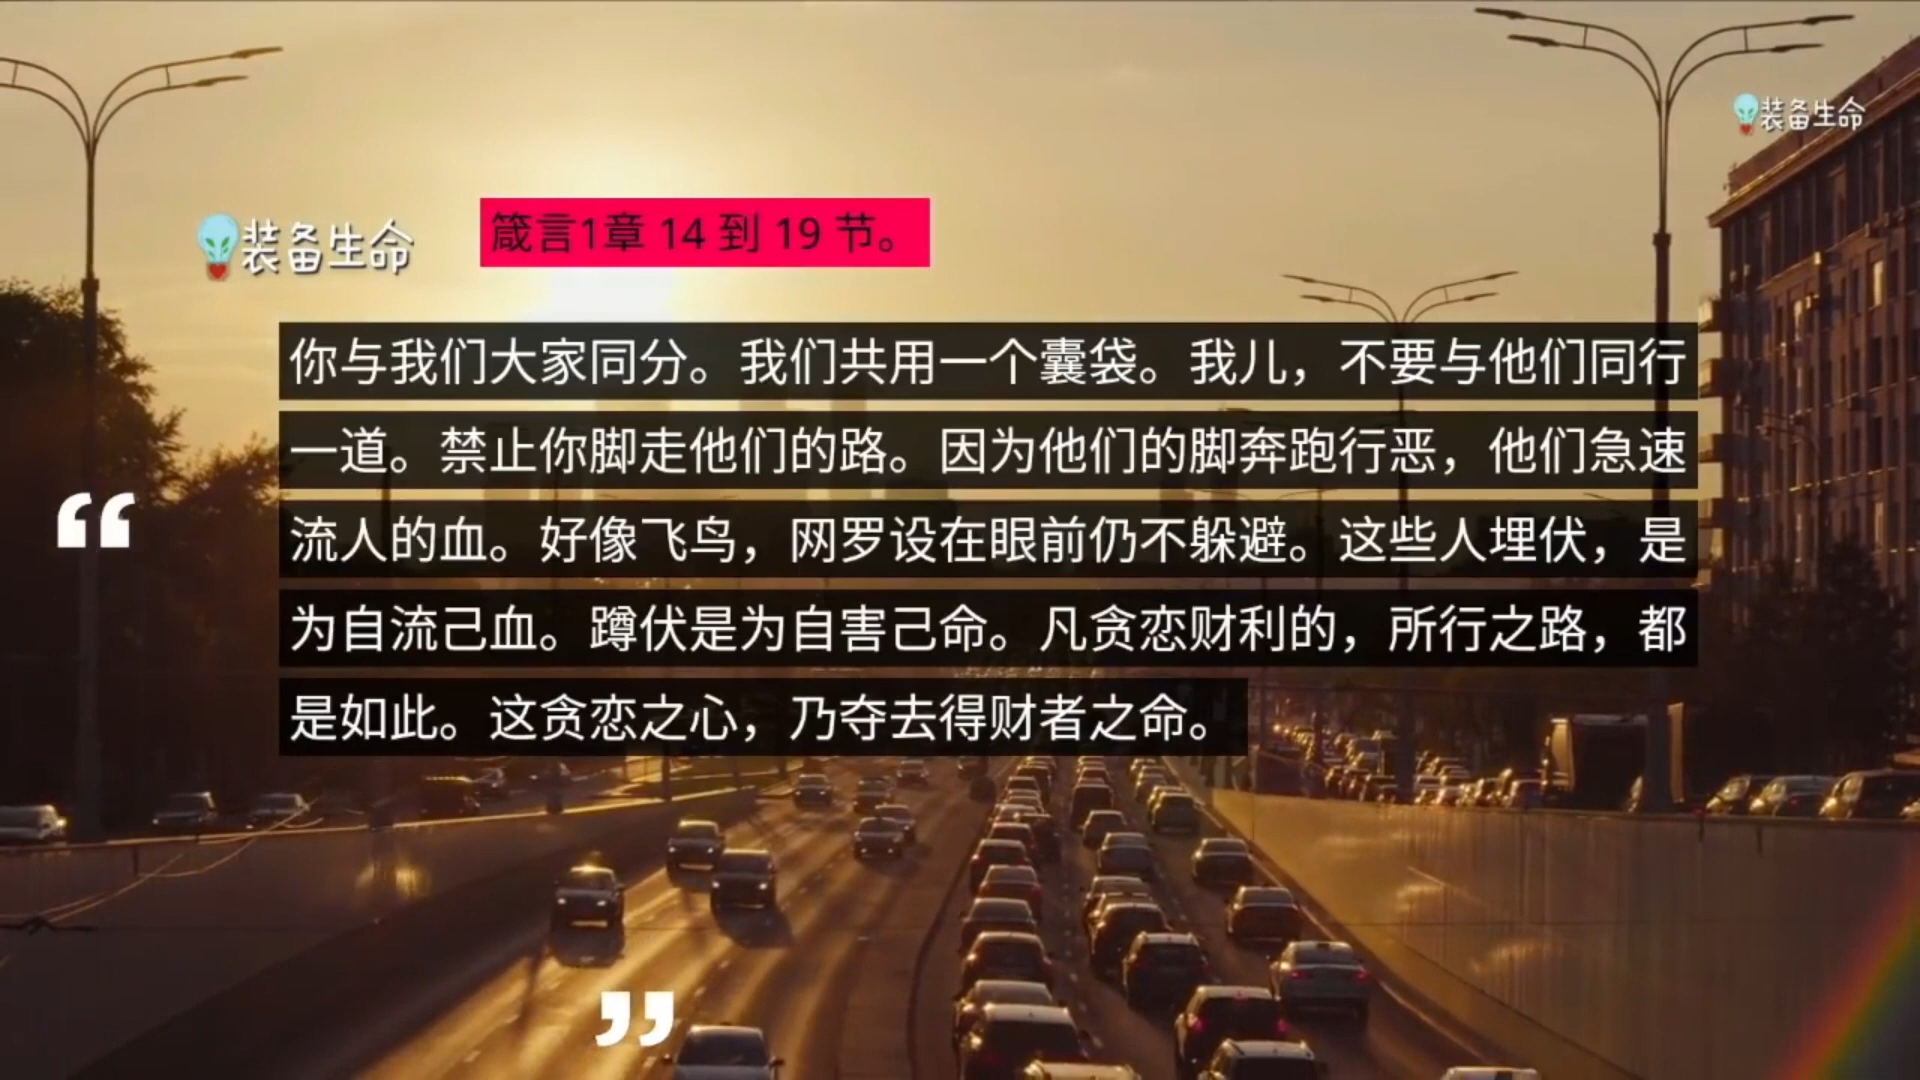 装备生命
装备生命
箴言1章 14 到 19 节。
你与我们大家同分。我们共用一个囊袋。我儿，不要与他们同行
一道。禁止你脚走他们的路。因为他们的脚奔跑行恶，他们急速
流人的血。好像飞鸟，网罗设在眼前仍不躲避。这些人埋伏，是
为自流己血。蹲伏是为自害己命。凡贪恋财利的，所行之路，都
是如此。这贪恋之心，乃夺去得财者之命。